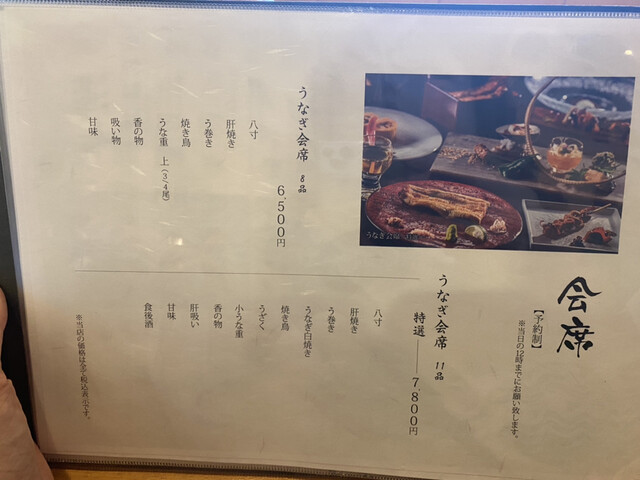 会席
【予約制】
※当日の12時までにお願い致します。
うなぎ会席 8品
6,500円
八寸
肝焼き
う巻き
焼き鳥
うな重 上(3/4尾)
香の物
吸い物
甘味
うなぎ会席 11品
特選――7,800円
八寸
肝焼き
う巻き
うなぎ白焼き
焼き鳥
うざく
小うな重
香の物
肝吸い
甘味
食後酒
※当店の価格は全て税込表示です。